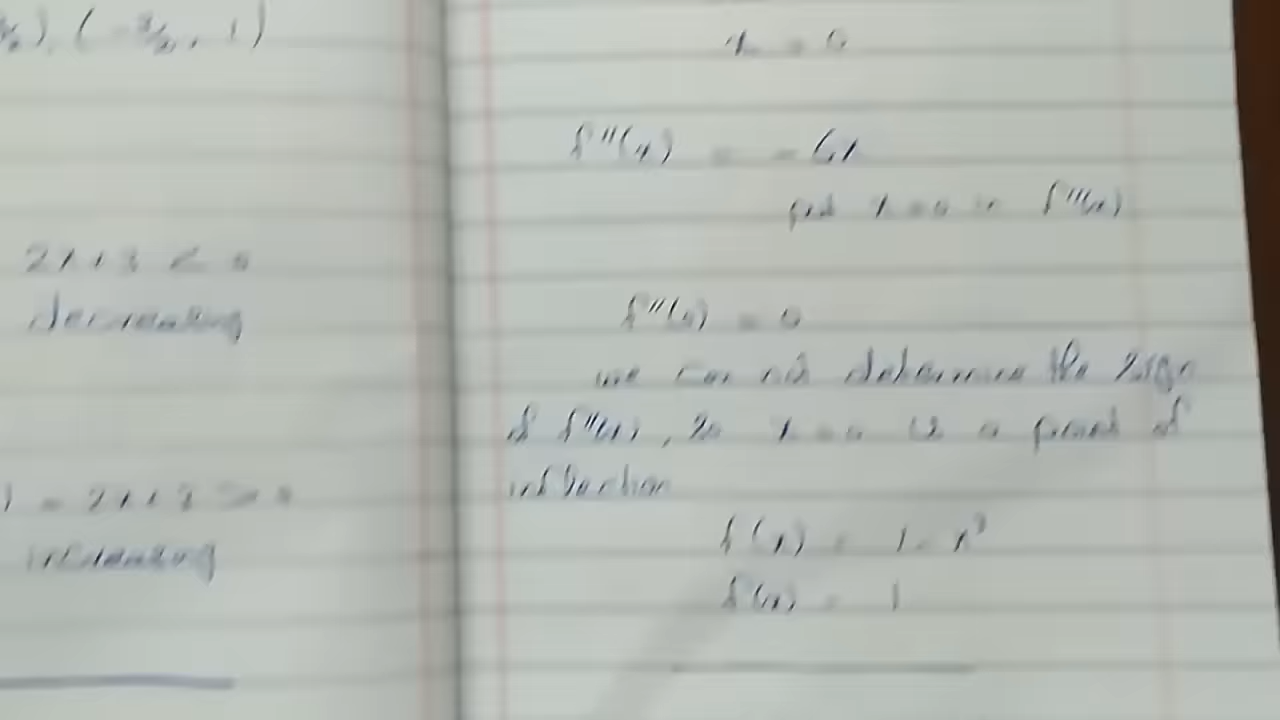 (-3/2, 1)
2x+3 < 0
decreasing
= 2x+3 > 0
increasing
x = 0
f''(x) = -6x
put x=0 in f''(x)
f''(0) = 0
we can not determine the sign
of f''(x), so x=0 is a point of
inflection
f(x) = 1-x³
f(x) = 1